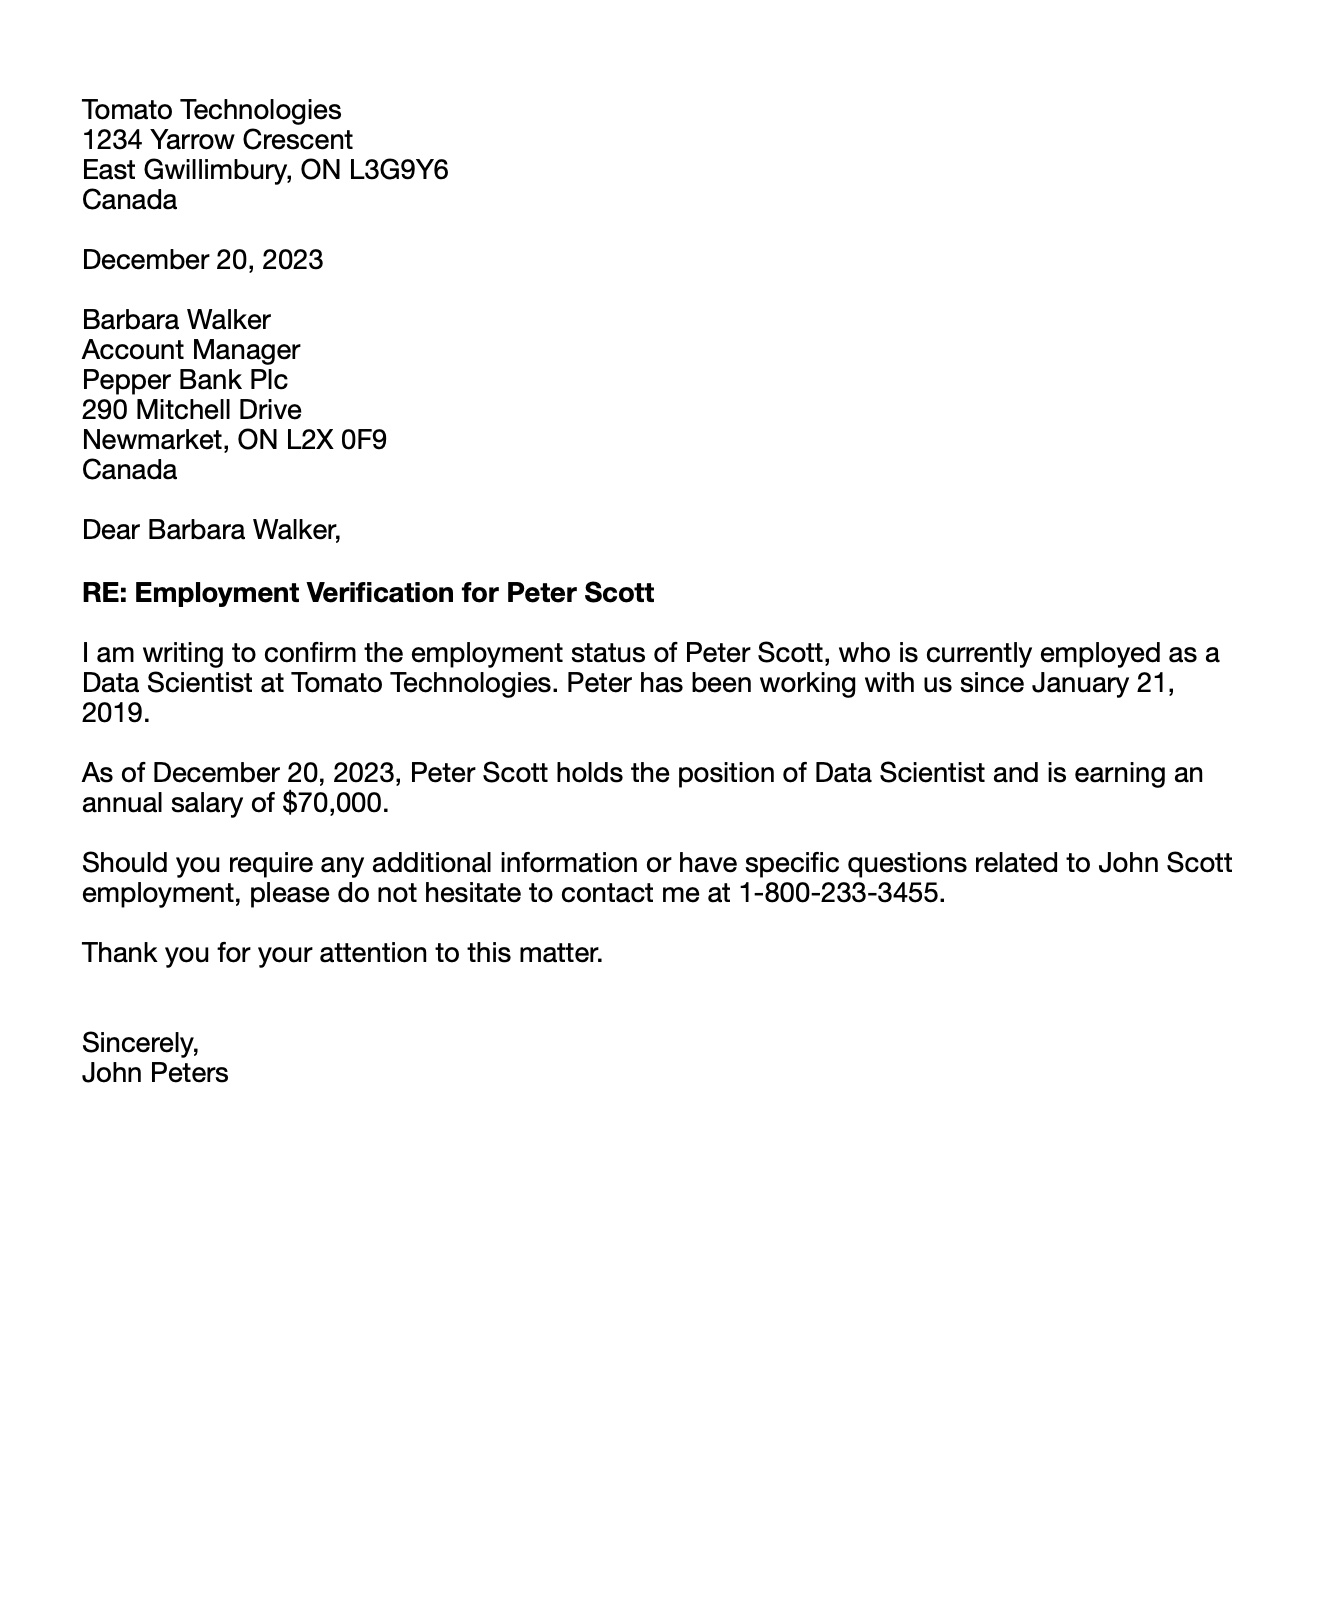 Tomato Technologies
1234 Yarrow Crescent
East Gwillimbury, ON L3G9Y6
Canada
December 20, 2023
Barbara Walker
Account Manager
Pepper Bank Plc
290 Mitchell Drive
Newmarket, ON L2X 0F9
Canada
Dear Barbara Walker,
RE: Employment Verification for Peter Scott
I am writing to confirm the employment status of Peter Scott, who is currently employed as a
Data Scientist at Tomato Technologies. Peter has been working with us since January 21,
2019.
As of December 20, 2023, Peter Scott holds the position of Data Scientist and is earning an
annual salary of $70,000.
Should you require any additional information or have specific questions related to John Scott
employment, please do not hesitate to contact me at 1-800-233-3455.
Thank you for your attention to this matter.
Sincerely,
John Peters